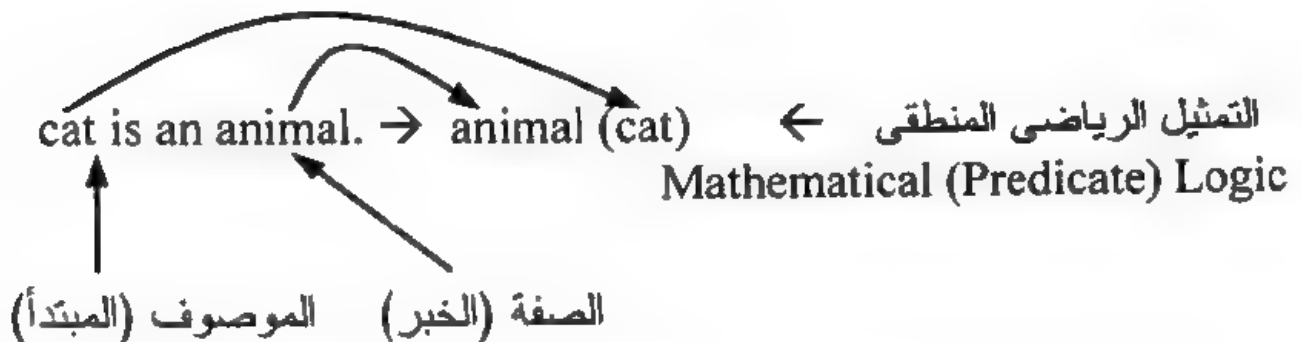 cat is an animal. → animal (cat) ← التمثيل الرياضى المنطقى
Mathematical (Predicate) Logic
الموصوف (المبتدأ) الصفة (الخبر)